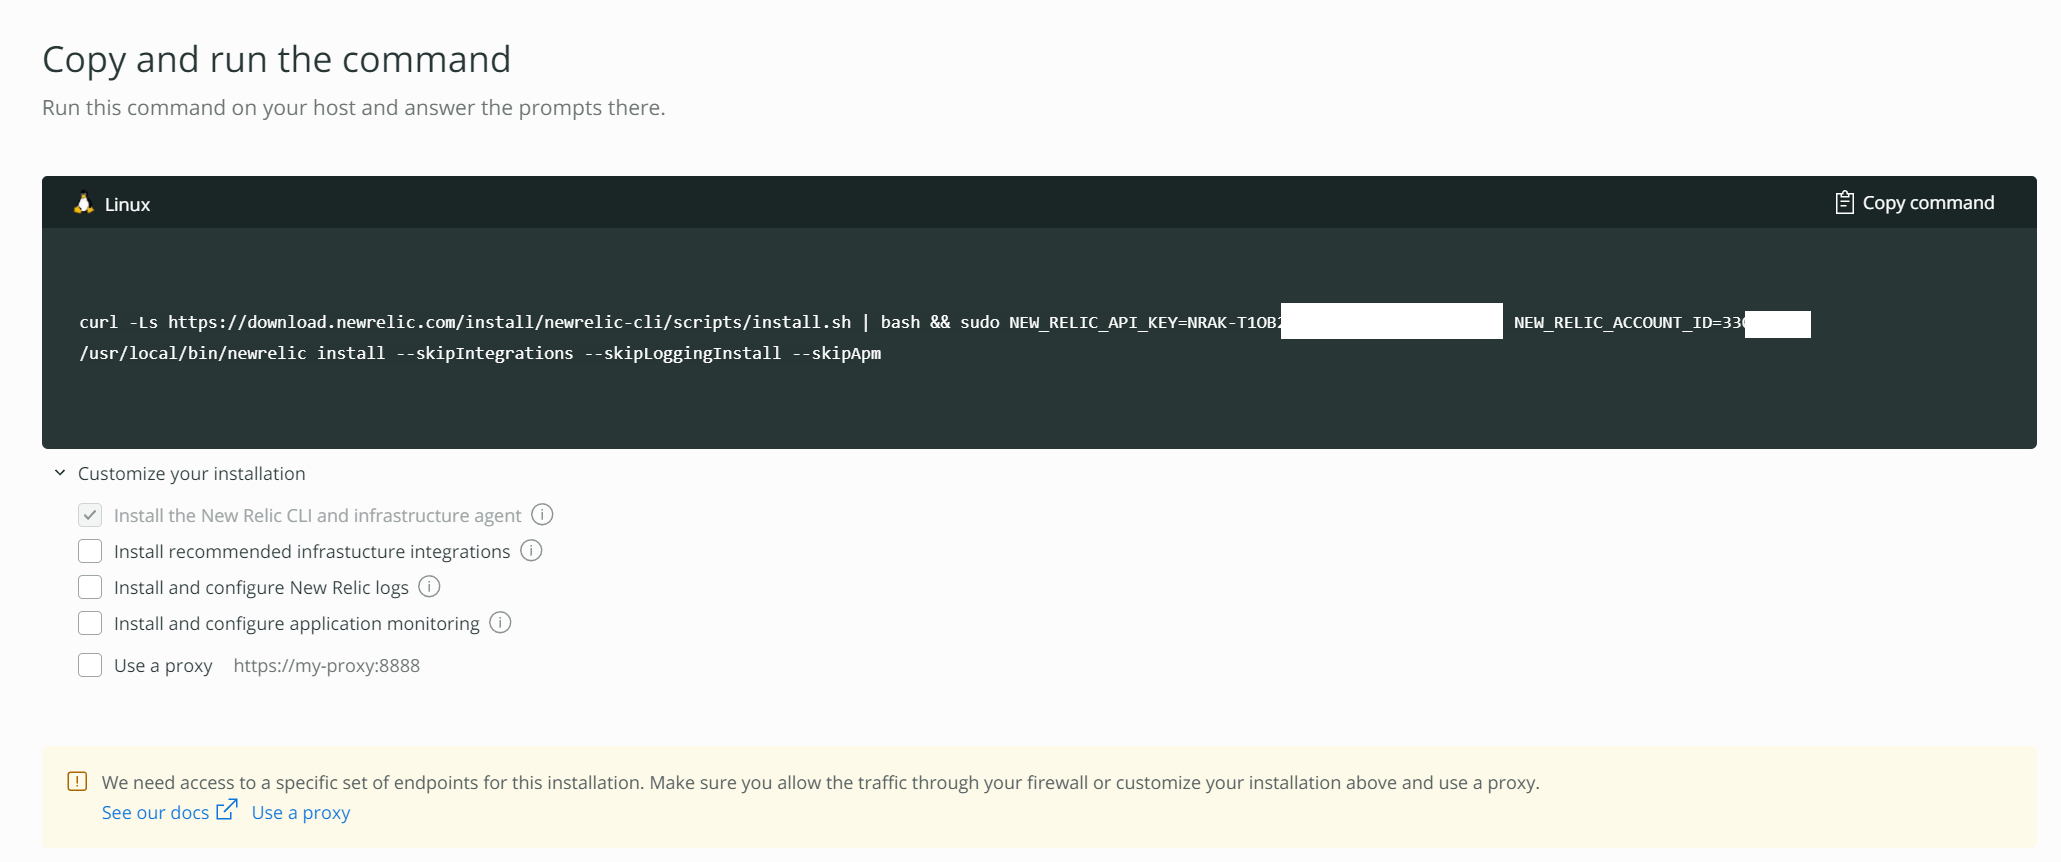 Copy and run the command
Run this command on your host and answer the prompts there.
Linux
Copy command
curl -Ls https://download.newrelic.com/install/newrelic-cli/scripts/install.sh | bash && sudo NEW_RELIC_API_KEY=NRAK-T1OB2 NEW_RELIC_ACCOUNT_ID=330
/usr/local/bin/newrelic install --skipIntegrations --skipLoggingInstall --skipApm
Customize your installation
Install the New Relic CLI and infrastructure agent
Install recommended infrastucture integrations
Install and configure New Relic logs
Install and configure application monitoring
Use a proxy https://my-proxy:8888
We need access to a specific set of endpoints for this installation. Make sure you allow the traffic through your firewall or customize your installation above and use a proxy.
See our docs Use a proxy